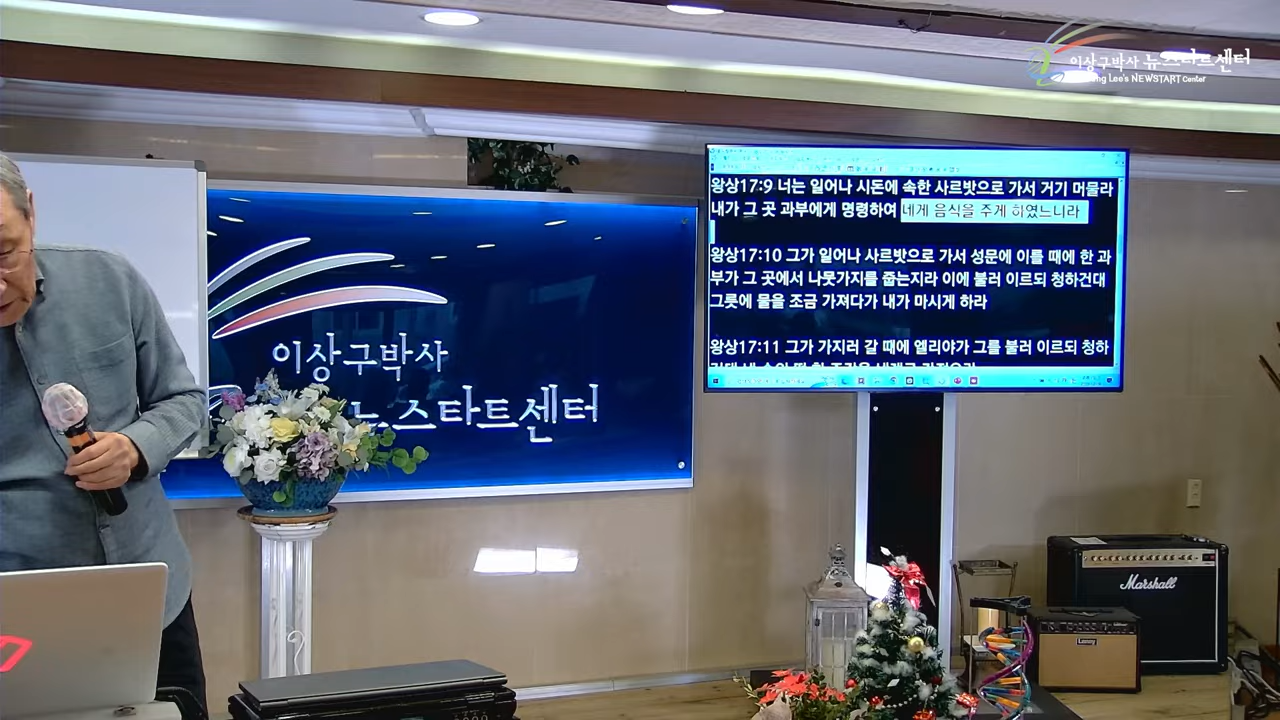 이상구박사 뉴스타트센터
Lee's NEWSTART Center
왕상17:9 너는 일어나 시돈에 속한 사르밧으로 가서 거기 머물라
내가 그 곳 과부에게 명령하여 네게 음식을 주게 하였느니라
왕상17:10 그가 일어나 사르밧으로 가서 성문에 이를 때에 한 과
부가 그 곳에서 나뭇가지를 줍는지라 이에 불러 이르되 청하건대
그릇에 물을 조금 가져다가 내가 마시게 하라
왕상17:11 그가 가지러 갈 때에 엘리야가 그를 불러 이르되 청하
이상구박사
뉴스타트센터
Marshall
Laney